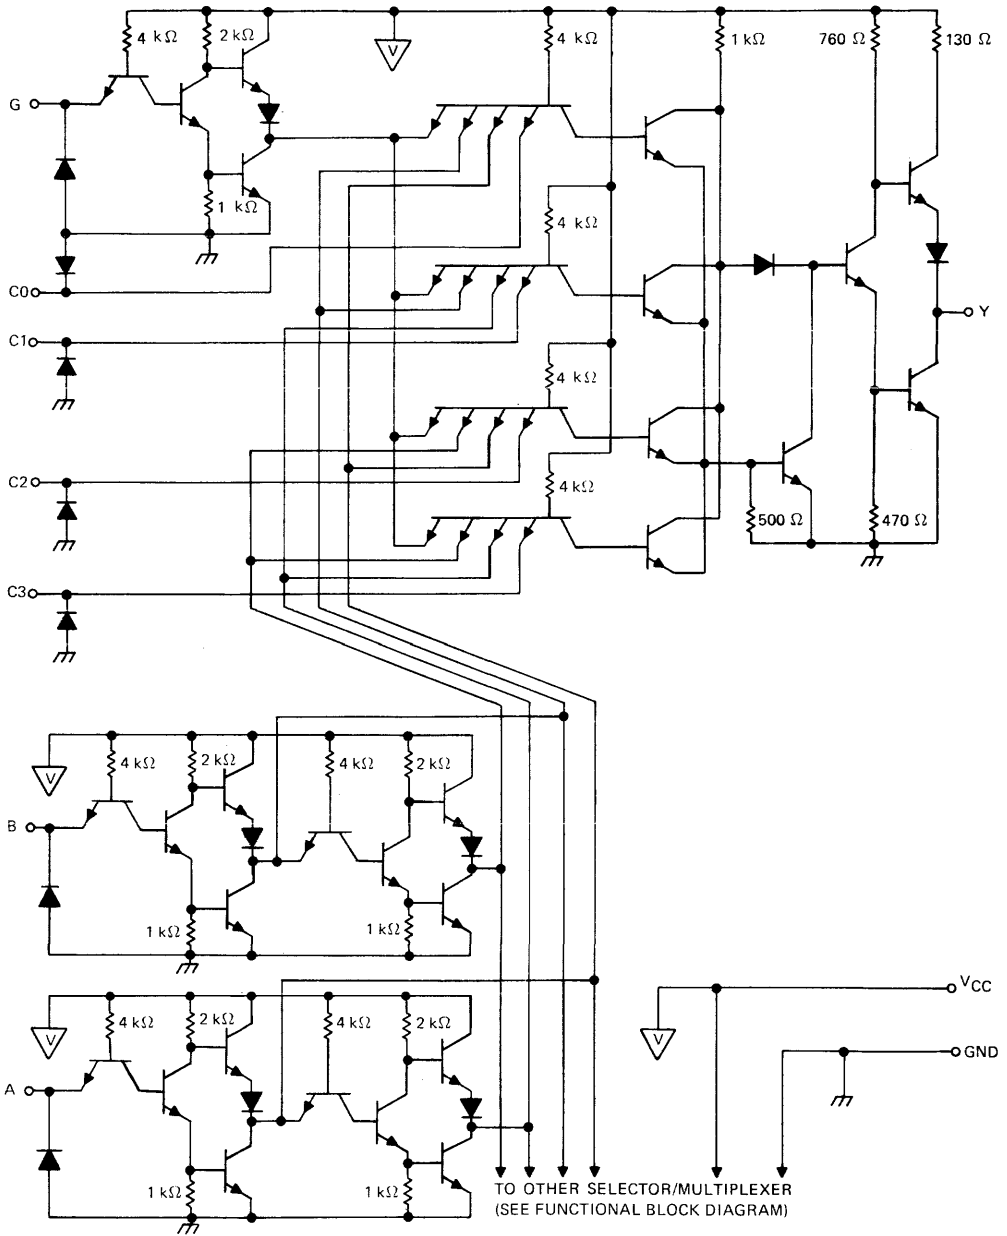 4 kΩ
2 kΩ
V
4 kΩ
1 kΩ
760 Ω
130 Ω
G
1 kΩ
4 kΩ
C0
Y
C1
4 kΩ
C2
4 kΩ
500 Ω
470 Ω
C3
V
4 kΩ
2 kΩ
4 kΩ
2 kΩ
B
1 kΩ
1 kΩ
V
4 kΩ
2 kΩ
4 kΩ
2 kΩ
VCC
V
GND
A
1 kΩ
1 kΩ
TO OTHER SELECTOR/MULTIPLEXER
(SEE FUNCTIONAL BLOCK DIAGRAM)